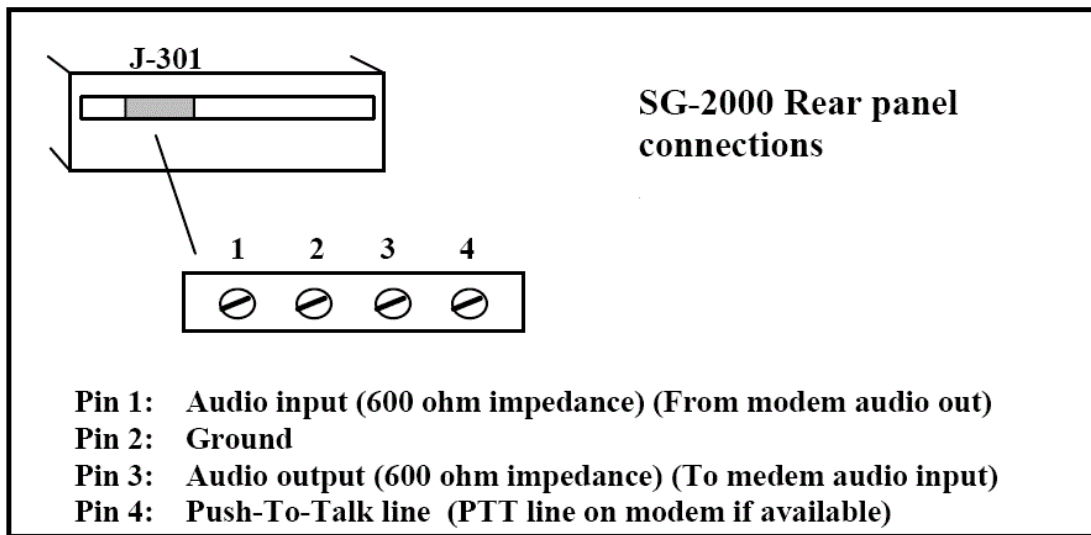 J-301
SG-2000 Rear panel
connections
1 2 3 4
Pin 1: Audio input (600 ohm impedance) (From modem audio out)
Pin 2: Ground
Pin 3: Audio output (600 ohm impedance) (To medem audio input)
Pin 4: Push-To-Talk line (PTT line on modem if available)